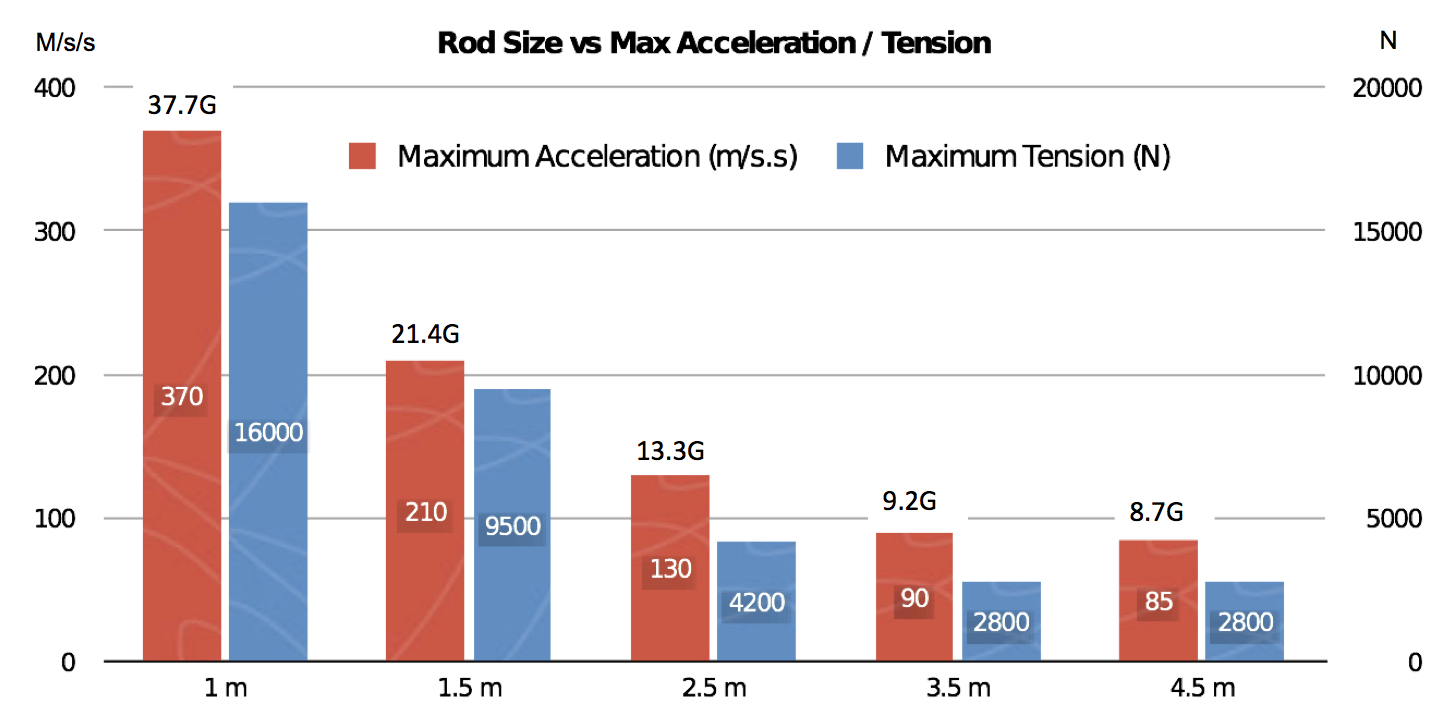 M/s/s
Rod Size vs Max Acceleration / Tension
N
400
20000
37.7G
Maximum Acceleration (m/s.s)
Maximum Tension (N)
300
15000
21.4G
200
10000
370
16000
13.3G
9.2G
8.7G
100
5000
210
9500
130
4200
90
2800
85
2800
0
0
1 m
1.5 m
2.5 m
3.5 m
4.5 m